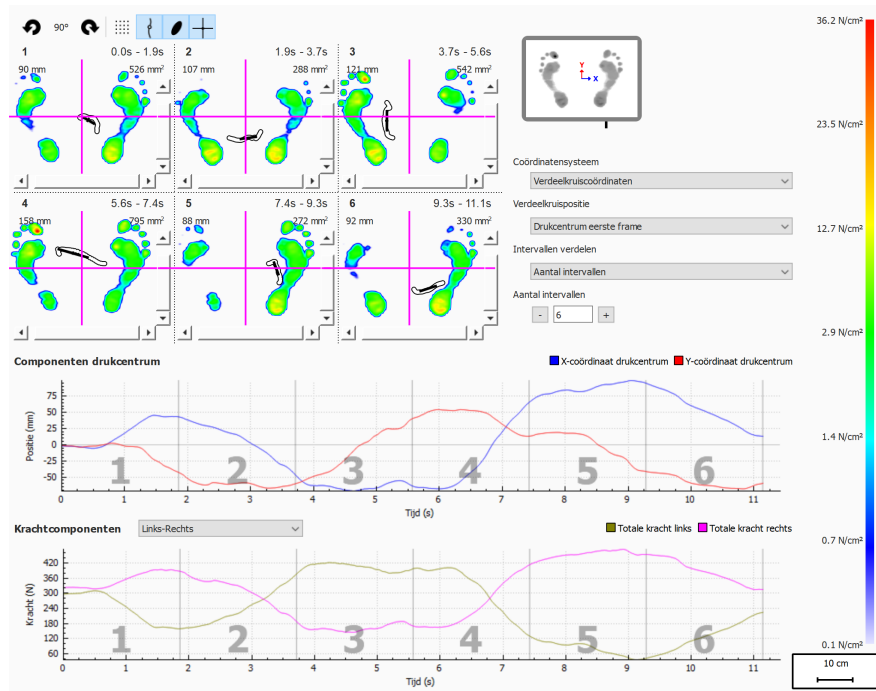 90°
1 0.0s - 1.9s
90 mm 526 mm²
2 1.9s - 3.7s
107 mm 288 mm²
3 3.7s - 5.6s
121 mm 542 mm²
4 5.6s - 7.4s
158 mm 795 mm²
5 7.4s - 9.3s
88 mm 272 mm²
6 9.3s - 11.1s
92 mm 330 mm²
Y
X
Coördinatensysteem
Verdeelkruiscoördinaten
Verdeelkruispositie
Drukcentrum eerste frame
Intervallen verdelen
Aantal intervallen
Aantal intervallen
- 6 +
36.2 N/cm²
23.5 N/cm²
12.7 N/cm²
2.9 N/cm²
1.4 N/cm²
0.7 N/cm²
0.1 N/cm²
10 cm
Componenten drukcentrum
X-coördinaat drukcentrum Y-coördinaat drukcentrum
Positie (mm)
75
50
25
0
-25
-50
1 2 3 4 5 6
0 1 2 3 4 5 6 7 8 9 10 11
Tijd (s)
Krachtcomponenten Links-Rechts
Totale kracht links Totale kracht rechts
Kracht (N)
420
360
300
240
180
120
60
1 2 3 4 5 6
0 1 2 3 4 5 6 7 8 9 10 11
Tijd (s)